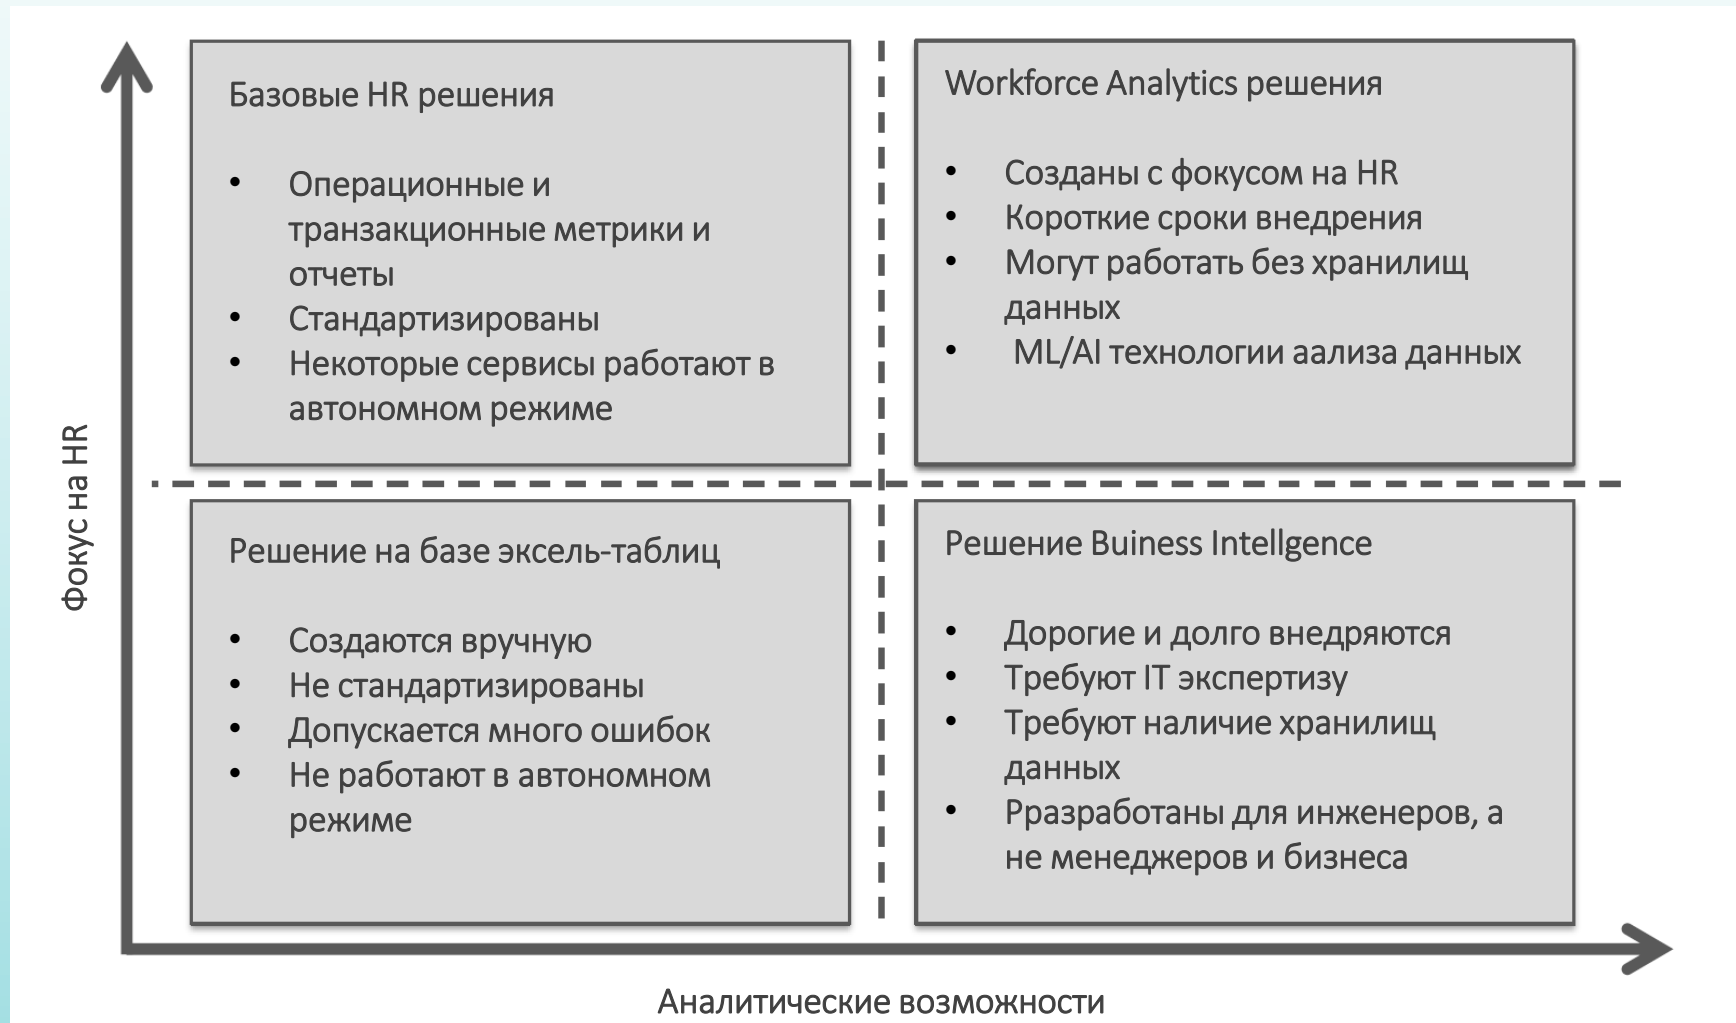 Базовые HR решения
• Операционные и
транзакционные метрики и
отчеты
• Стандартизированы
• Некоторые сервисы работают в
автономном режиме
Workforce Analytics решения
• Созданы с фокусом на HR
• Короткие сроки внедрения
• Могут работать без хранилищ
данных
• ML/AI технологии аализа данных
Фокус на HR
Решение на базе эксель-таблиц
• Создаются вручную
• Не стандартизированы
• Допускается много ошибок
• Не работают в автономном
режиме
Решение Buiness Intellgence
• Дорогие и долго внедряются
• Требуют IT экспертизу
• Требуют наличие хранилищ
данных
• Рразработаны для инженеров, а
не менеджеров и бизнеса
Аналитические возможности